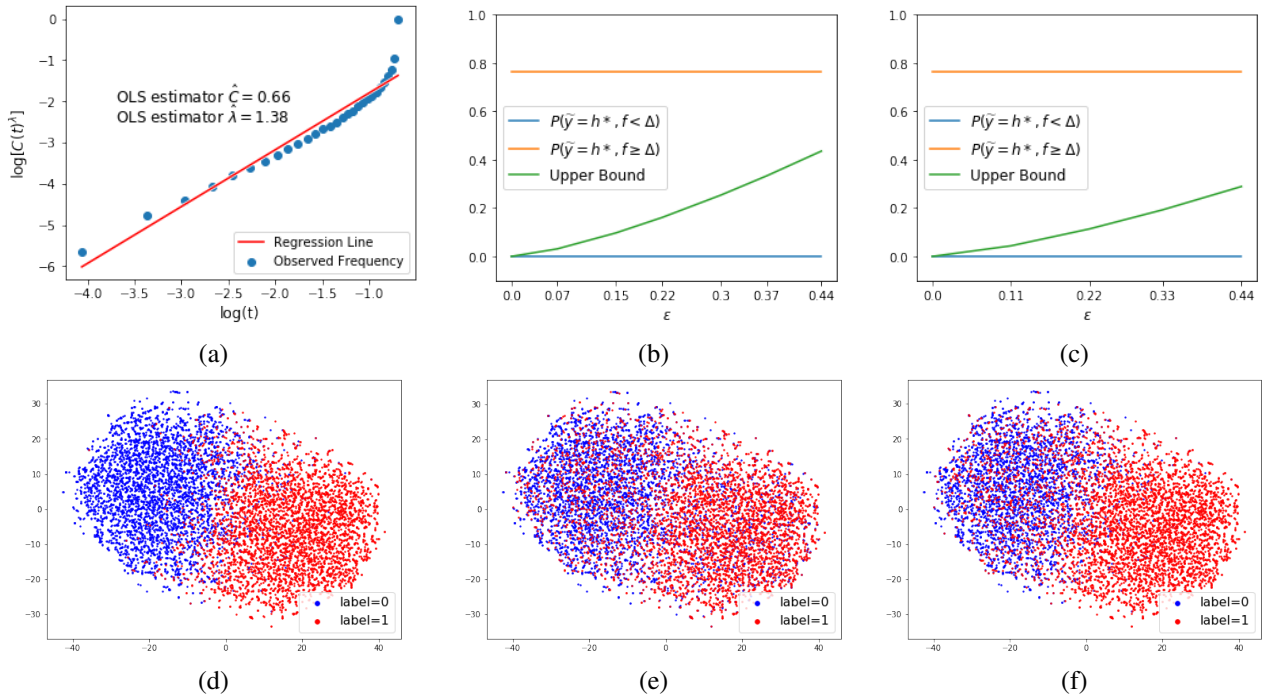 0
−1
−2
−3
−4
−5
−6
log[C(t)^λ]
OLS estimator Ĉ = 0.66
OLS estimator λ̂ = 1.38
Regression Line
Observed Frequency
−4.0 −3.5 −3.0 −2.5 −2.0 −1.5 −1.0
log(t)
(a)
1.0
0.8
0.6
0.4
0.2
0.0
P(ỹ = h*, f < Δ)
P(ỹ = h*, f ≥ Δ)
Upper Bound
0.0 0.07 0.15 0.22 0.3 0.37 0.44
ε
(b)
1.0
0.8
0.6
0.4
0.2
0.0
P(ỹ = h*, f < Δ)
P(ỹ = h*, f ≥ Δ)
Upper Bound
0.0 0.11 0.22 0.33 0.44
ε
(c)
30
20
10
0
−10
−20
−30
label=0
label=1
−40 −20 0 20 40
(d)
30
20
10
0
−10
−20
−30
label=0
label=1
−40 −20 0 20 40
(e)
30
20
10
0
−10
−20
−30
label=0
label=1
−40 −20 0 20 40
(f)